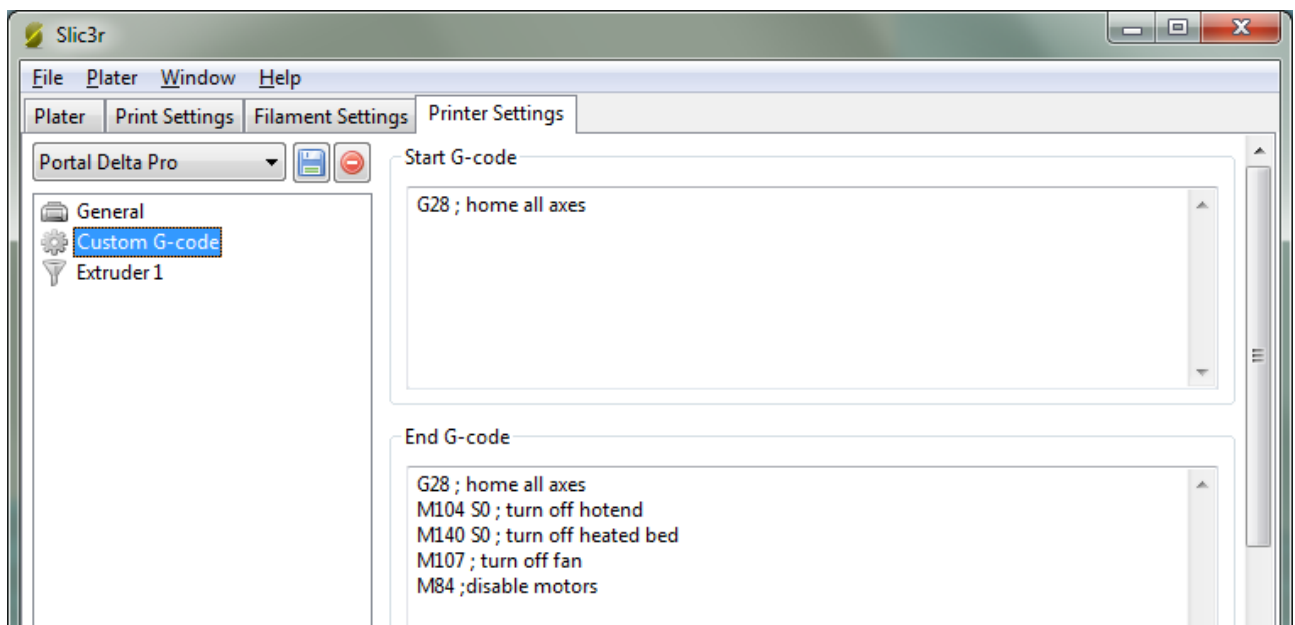 Slic3r
File Plater Window Help
Plater Print Settings Filament Settings Printer Settings
Portal Delta Pro
General
Custom G-code
Extruder 1
Start G-code
G28 ; home all axes
End G-code
G28 ; home all axes
M104 S0 ; turn off hotend
M140 S0 ; turn off heated bed
M107 ; turn off fan
M84 ;disable motors